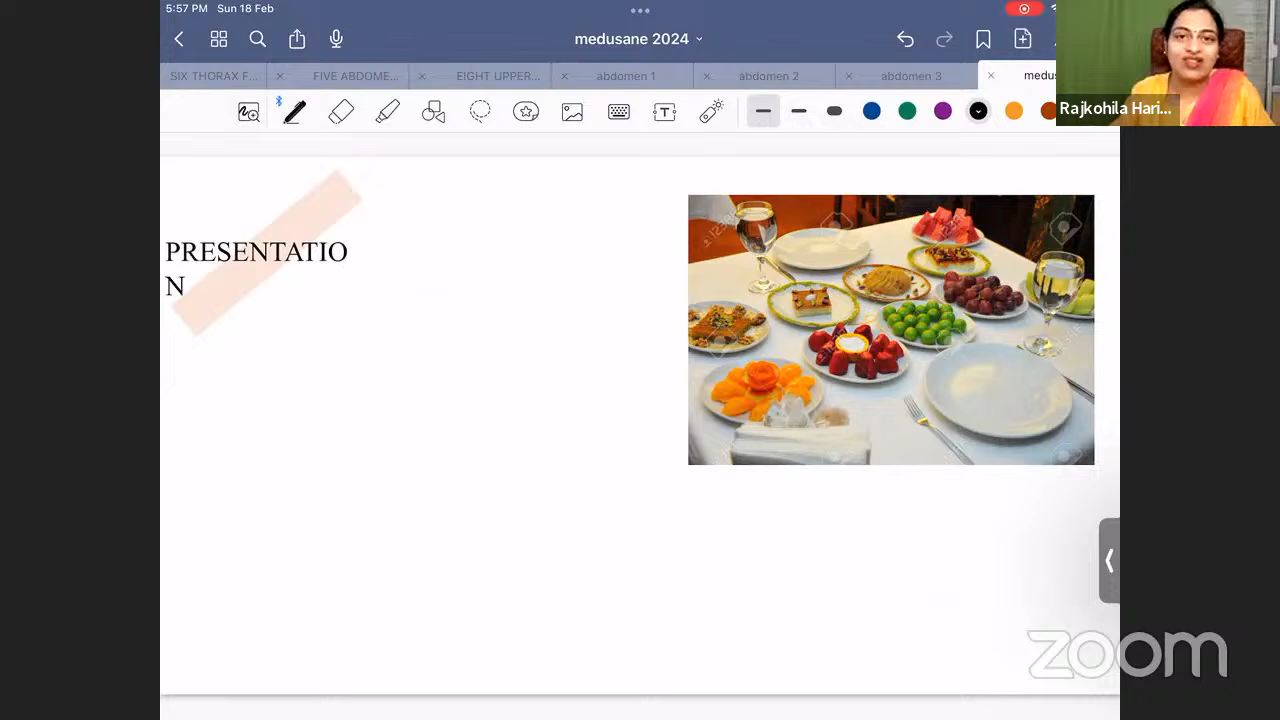 5:57 PM Sun 18 Feb
medusane 2024
SIX THORAX F...
FIVE ABDOME...
EIGHT UPPER...
abdomen 1
abdomen 2
abdomen 3
medus
T
Rajkohila Hari...
PRESENTATIO
N
zoom